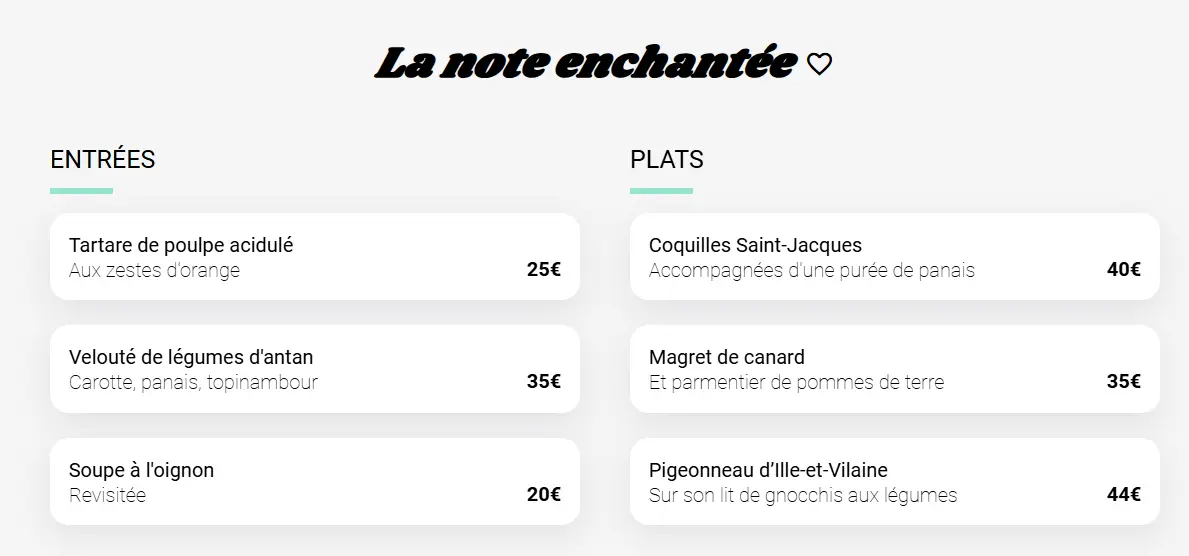 La note enchantée
ENTRÉES
Tartare de poulpe acidulé
Aux zestes d'orange
25€
Velouté de légumes d'antan
Carotte, panais, topinambour
35€
Soupe à l'oignon
Revisitée
20€
PLATS
Coquilles Saint-Jacques
Accompagnées d'une purée de panais
40€
Magret de canard
Et parmentier de pommes de terre
35€
Pigeonneau d’Ille-et-Vilaine
Sur son lit de gnocchis aux légumes
44€